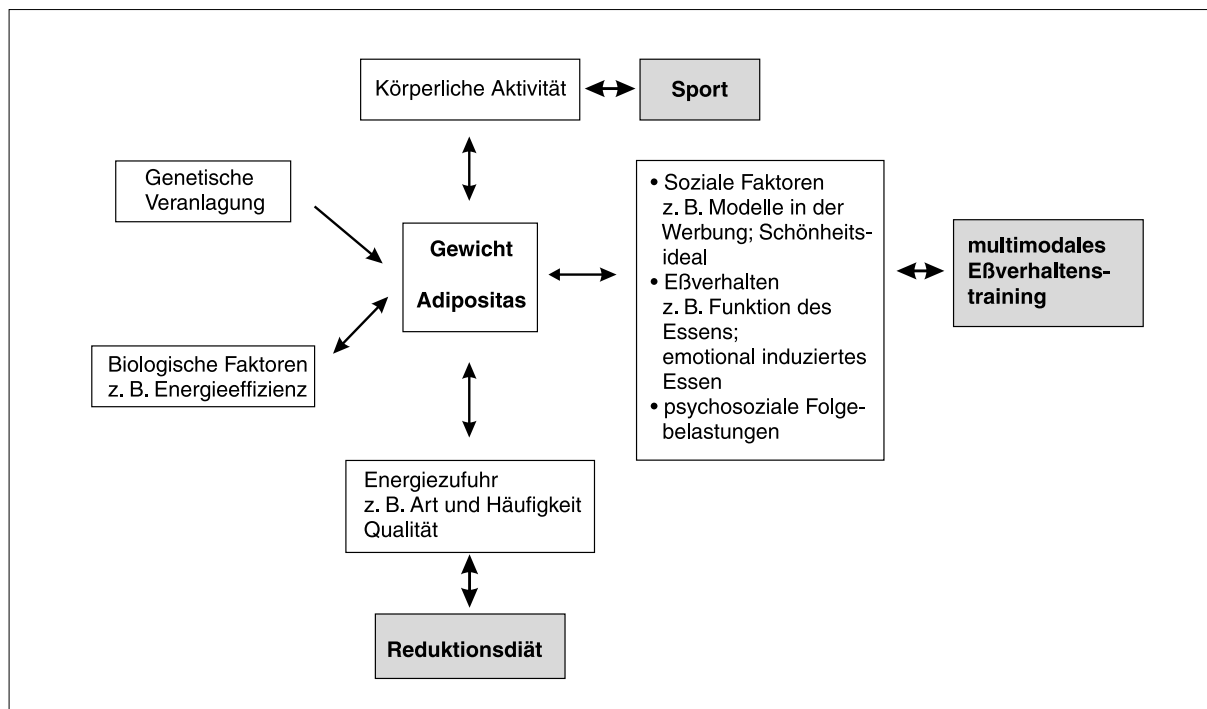 Körperliche Aktivität
Sport
Genetische
Veranlagung
Gewicht
Adipositas
Biologische Faktoren
z. B. Energieeffizienz
• Soziale Faktoren
z. B. Modelle in der
Werbung; Schönheits-
ideal
• Eßverhalten
z. B. Funktion des
Essens;
emotional induziertes
Essen
• psychosoziale Folge-
belastungen
multimodales
Eßverhaltens-
training
Energiezufuhr
z. B. Art und Häufigkeit
Qualität
Reduktionsdiät